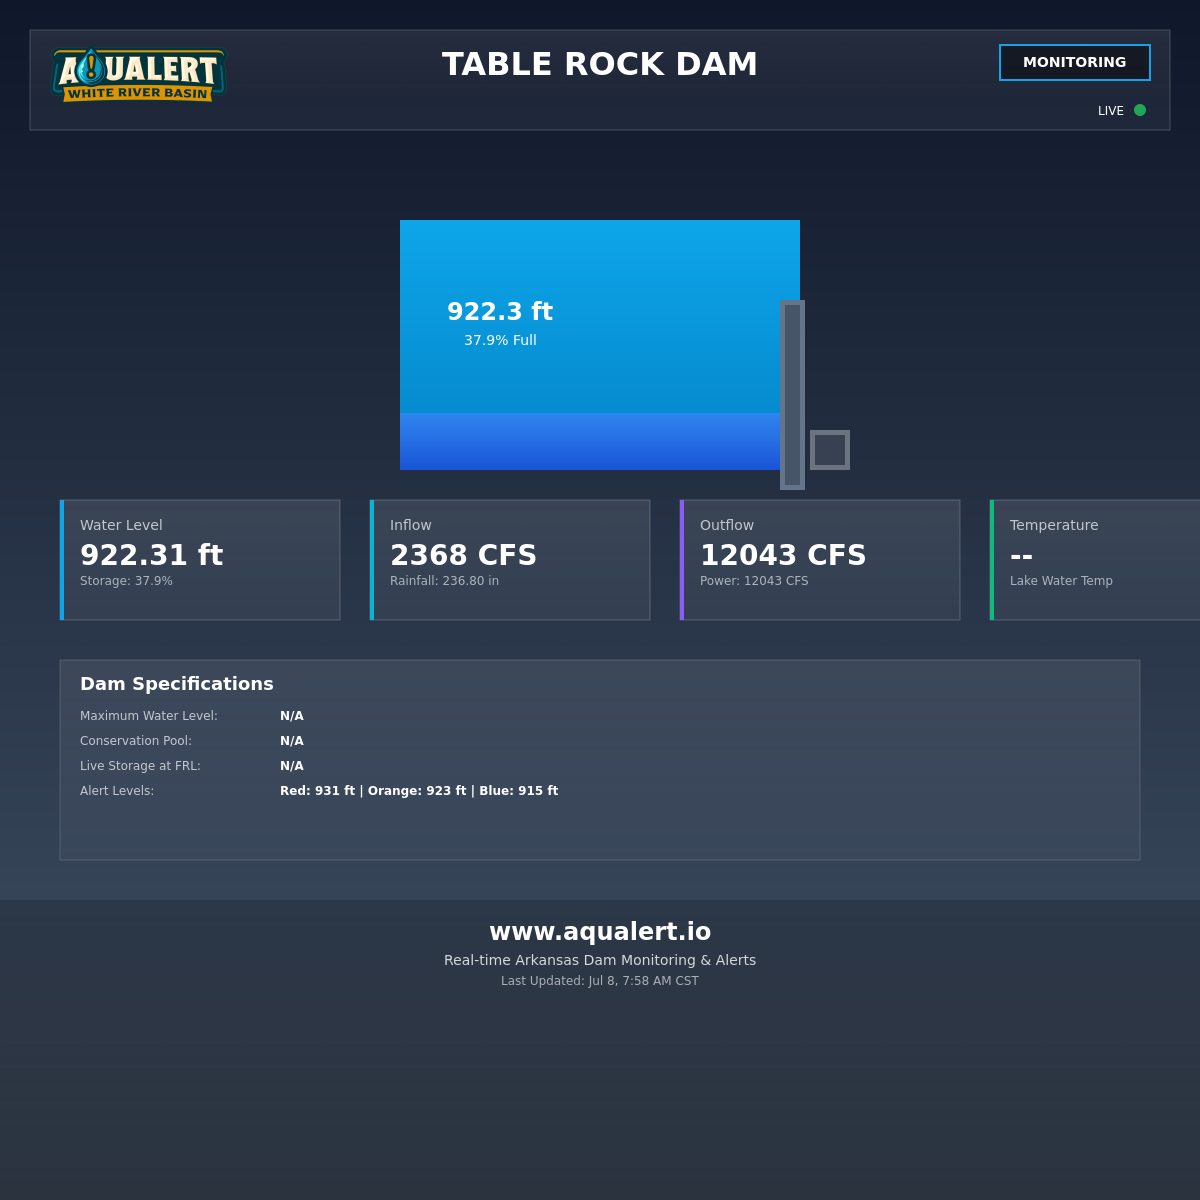 AQUALERT
WHITE RIVER BASIN
TABLE ROCK DAM
MONITORING
LIVE
922.3 ft
37.9% Full
Water Level
922.31 ft
Storage: 37.9%
Inflow
2368 CFS
Rainfall: 236.80 in
Outflow
12043 CFS
Power: 12043 CFS
Temperature
--
Lake Water Temp
Dam Specifications
Maximum Water Level: N/A
Conservation Pool: N/A
Live Storage at FRL: N/A
Alert Levels: Red: 931 ft | Orange: 923 ft | Blue: 915 ft
www.aqualert.io
Real-time Arkansas Dam Monitoring & Alerts
Last Updated: Jul 8, 7:58 AM CST